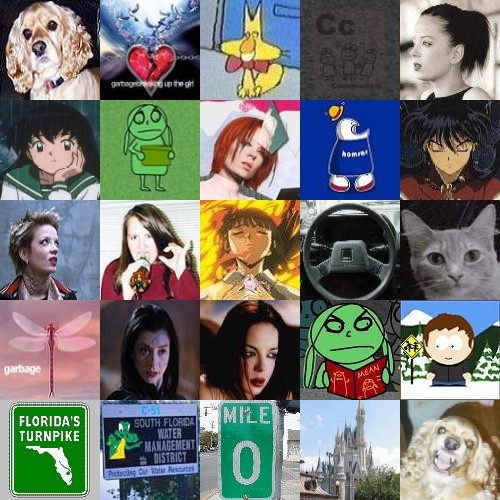 garbage breaking up the girl
Cc
Communism
MEAN
garbage
FLORIDA'S
TURNPIKE
C-51
SOUTH FLORIDA
WATER
MANAGEMENT
DISTRICT
Protecting Our Water Resources
MILE
0